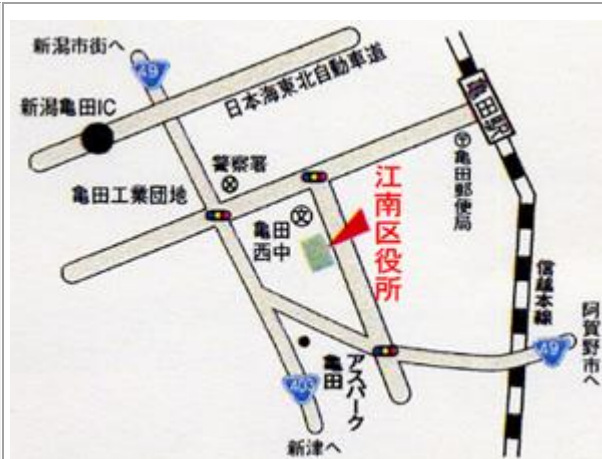 新潟市街へ
49
日本海東北自動車道
新潟亀田IC
亀田駅
警察署
〒亀田郵便局
亀田工業団地
文
亀田
西中
江南区役所
信越本線
阿賀野市へ
49
亀田
アスパーク
403
新津へ